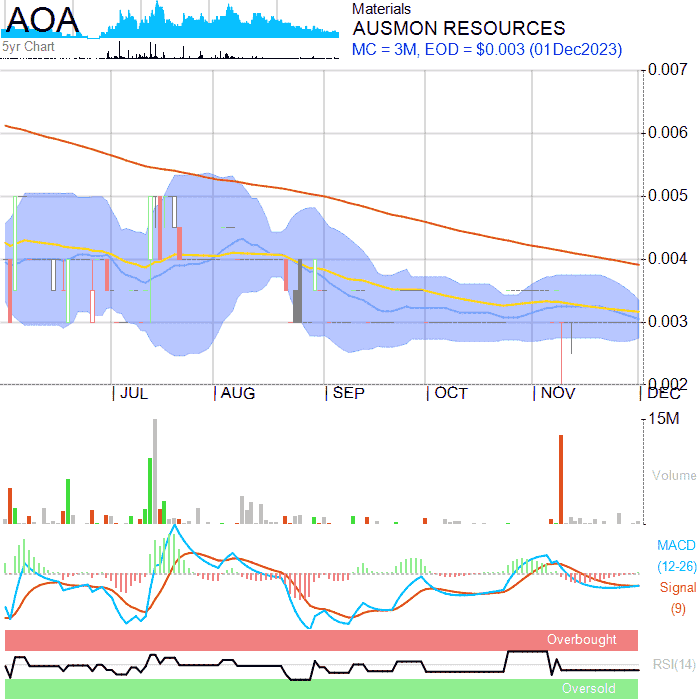 AOA
5yr Chart
Materials
AUSMON RESOURCES
MC = 3M, EOD = $0.003 (01Dec2023)
0.007
0.006
0.005
0.004
0.003
0.002
JUL AUG SEP OCT NOV DEC
15M
Volume
MACD
(12-26)
Signal
(9)
Overbought
RSI(14)
Oversold